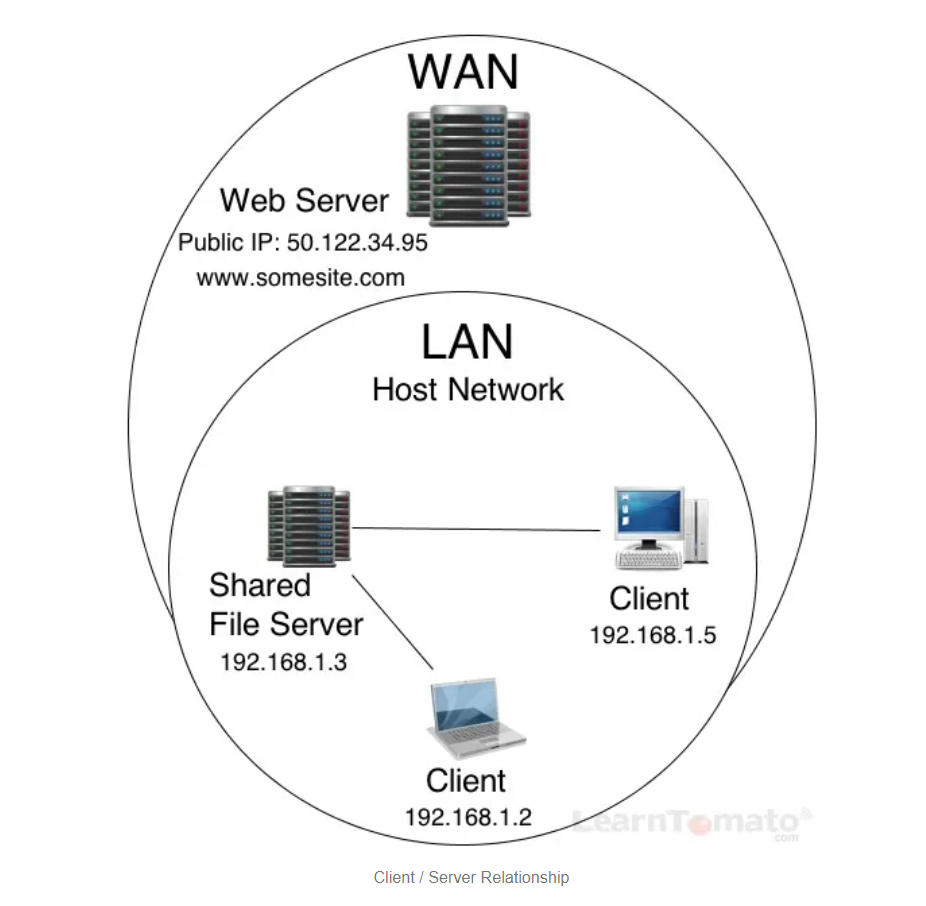 WAN
Web Server
Public IP: 50.122.34.95
www.somesite.com
LAN
Host Network
Shared
File Server
192.168.1.3
Client
192.168.1.5
Client
192.168.1.2
LearnTomato
.com
Client / Server Relationship